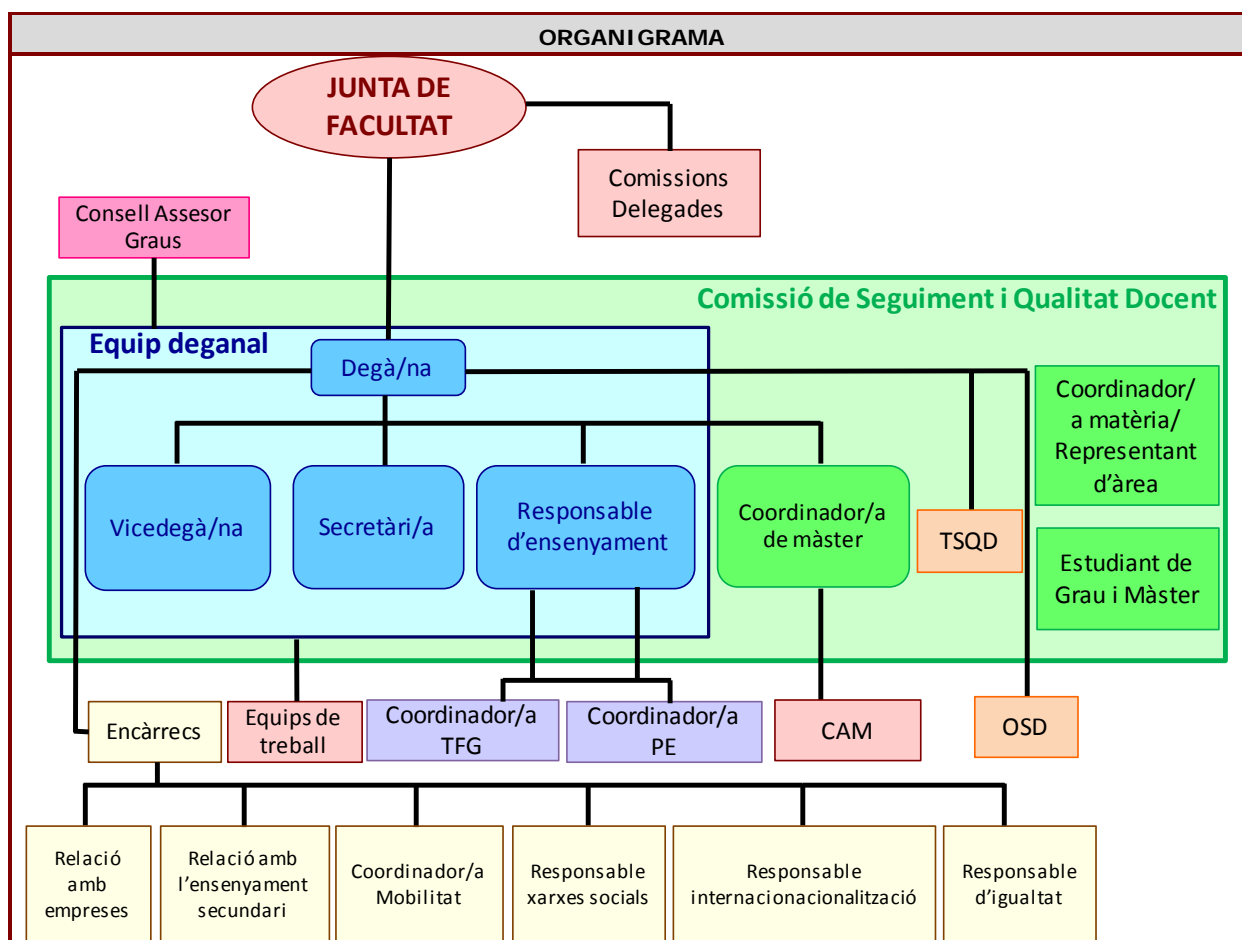 ORGANIGRAMA
JUNTA DE
FACULTAT
Comissions
Delegades
Consell Assesor
Graus
Comissió de Seguiment i Qualitat Docent
Equip deganal
Degà/na
Coordinador/
a matèria/
Representant
d'àrea
Vicedegà/na
Secretàri/a
Responsable
d'ensenyament
Coordinador/a
de màster
TSQD
Estudiant de
Grau i Màster
Encàrrecs
Equips de
treball
Coordinador/a
TFG
Coordinador/a
PE
CAM
OSD
Relació
amb
empreses
Relació amb
l'ensenyament
secundari
Coordinador/a
Mobilitat
Responsable
xarxes socials
Responsable
internacionacionalització
Responsable
d'igualtat